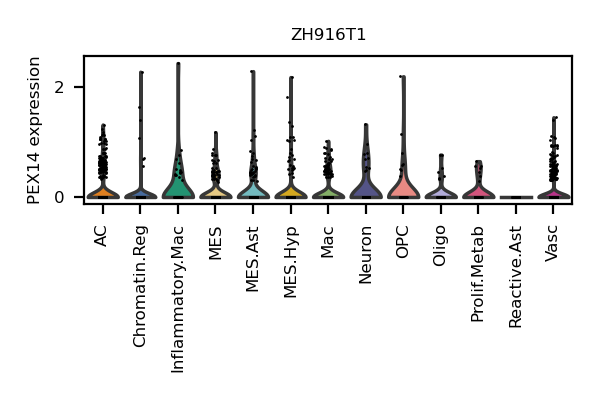 ZH916T1
PEX14 expression
2
0
AC
Chromatin.Reg
Inflammatory.Mac
MES
MES.Ast
MES.Hyp
Mac
Neuron
OPC
Oligo
Prolif.Metab
Reactive.Ast
Vasc